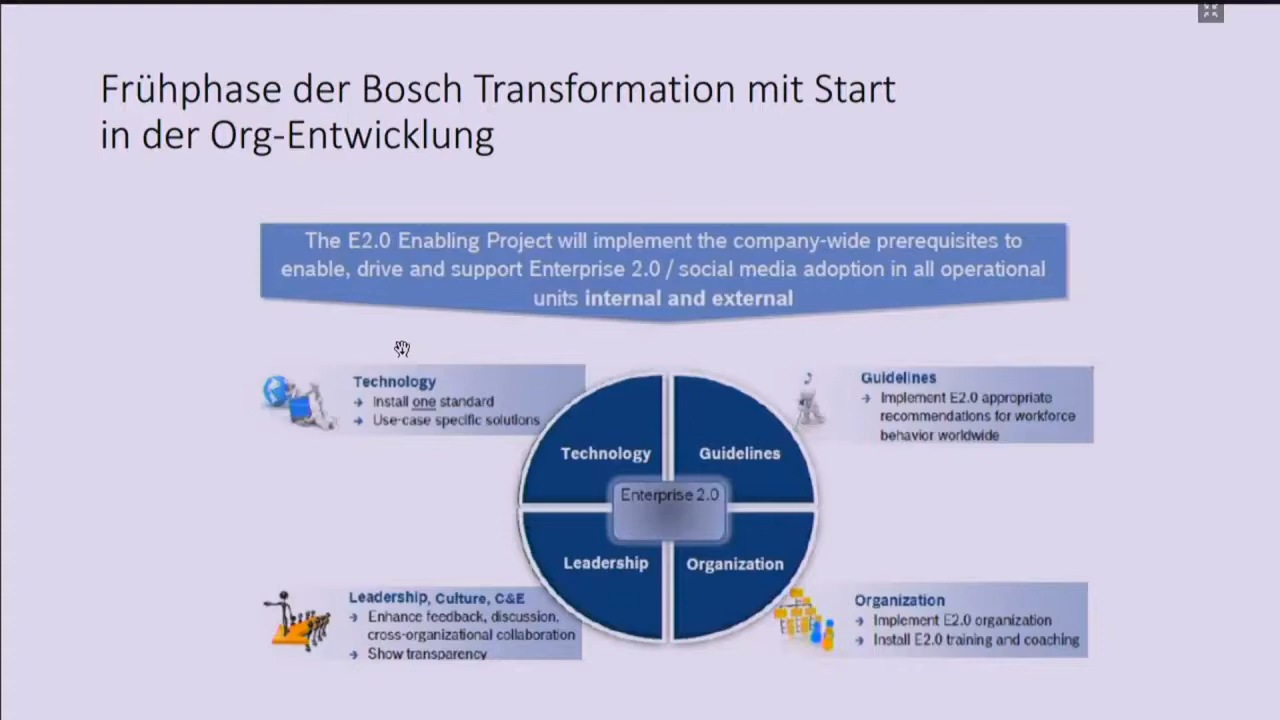 Frühphase der Bosch Transformation mit Start
in der Org-Entwicklung
The E2.0 Enabling Project will implement the company-wide prerequisites to
enable, drive and support Enterprise 2.0 / social media adoption in all operational
units internal and external
Technology
→ Install one standard
→ Use-case specific solutions
Guidelines
→ Implement E2.0 appropriate
recommendations for workforce
behavior worldwide
Technology
Guidelines
Enterprise 2.0
Leadership
Organization
Leadership, Culture, C&E
→ Enhance feedback, discussion,
cross-organizational collaboration
→ Show transparency
Organization
→ Implement E2.0 organization
→ Install E2.0 training and coaching